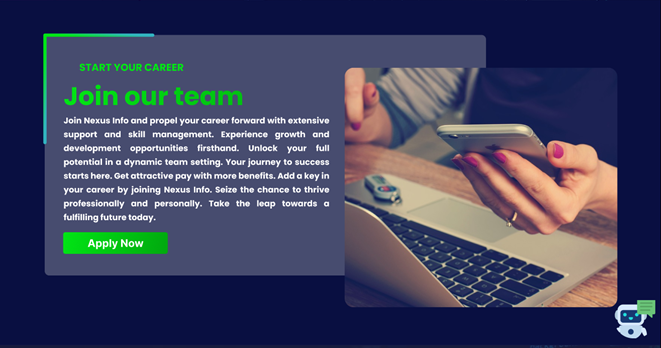 START YOUR CAREER
Join our team
Join Nexus Info and propel your career forward with extensive
support and skill management. Experience growth and
development opportunities firsthand. Unlock your full
potential in a dynamic team setting. Your journey to success
starts here. Get attractive pay with more benefits. Add a key in
your career by joining Nexus Info. Seize the chance to thrive
professionally and personally. Take the leap towards a
fulfilling future today.
Apply Now